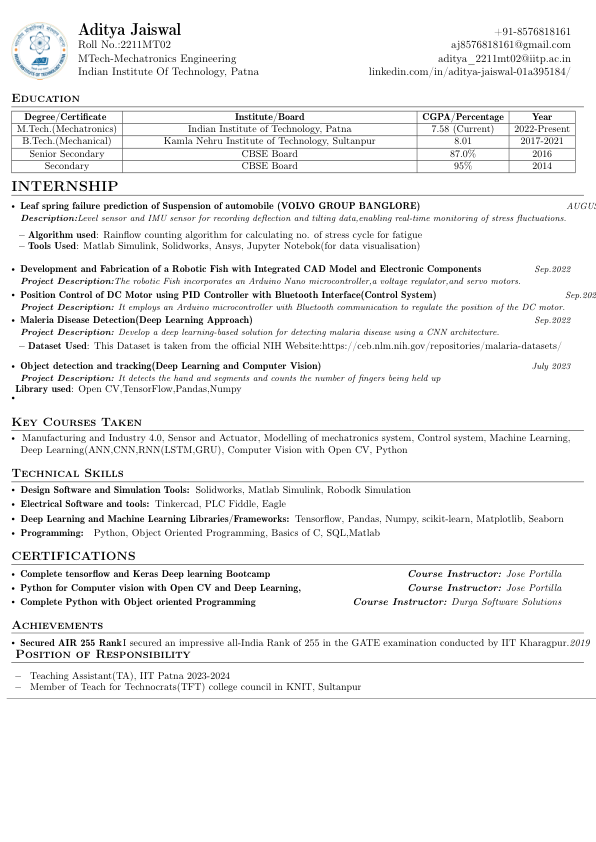 Aditya Jaiswal
+91-8576818161
Roll No.:2211MT02
aj8576818161@gmail.com
MTech-Mechatronics Engineering
aditya_2211mt02@iitp.ac.in
Indian Institute Of Technology, Patna
linkedin.com/in/aditya-jaiswal-01a395184/
Education
Degree/Certificate Institute/Board CGPA/Percentage Year
M.Tech.(Mechatronics) Indian Institute of Technology, Patna 7.58 (Current) 2022-Present
B.Tech.(Mechanical) Kamla Nehru Institute of Technology, Sultanpur 8.01 2017-2021
Senior Secondary CBSE Board 87.0% 2016
Secondary CBSE Board 95% 2014
INTERNSHIP
• Leaf spring failure prediction of Suspension of automobile (VOLVO GROUP BANGLORE) AUGUS
Description:Level sensor and IMU sensor for recording deflection and tilting data,enabling real-time monitoring of stress fluctuations.
– Algorithm used: Rainflow counting algorithm for calculating no. of stress cycle for fatigue
– Tools Used: Matlab Simulink, Solidworks, Ansys, Jupyter Notebok(for data visualisation)
• Development and Fabrication of a Robotic Fish with Integrated CAD Model and Electronic Components Sep.2022
Project Description:The robotic Fish incorporates an Arduino Nano microcontroller,a voltage regulator,and servo motors.
• Position Control of DC Motor using PID Controller with Bluetooth Interface(Control System) Sep.202
Project Description: It employs an Arduino microcontroller with Bluetooth communication to regulate the position of the DC motor.
• Maleria Disease Detection(Deep Learning Approach) Sep.2022
Project Description: Develop a deep learning-based solution for detecting malaria disease using a CNN architecture.
– Dataset Used: This Dataset is taken from the official NIH Website:https://ceb.nlm.nih.gov/repositories/malaria-datasets/
• Object detection and tracking(Deep Learning and Computer Vision) July 2023
Project Description: It detects the hand and segments and counts the number of fingers being held up
Library used: Open CV,TensorFlow,Pandas,Numpy
•
Key Courses Taken
• Manufacturing and Industry 4.0, Sensor and Actuator, Modelling of mechatronics system, Control system, Machine Learning,
Deep Learning(ANN,CNN,RNN(LSTM,GRU), Computer Vision with Open CV, Python
Technical Skills
• Design Software and Simulation Tools: Solidworks, Matlab Simulink, Robodk Simulation
• Electrical Software and tools: Tinkercad, PLC Fiddle, Eagle
• Deep Learning and Machine Learning Libraries/Frameworks: Tensorflow, Pandas, Numpy, scikit-learn, Matplotlib, Seaborn
• Programming: Python, Object Oriented Programming, Basics of C, SQL,Matlab
CERTIFICATIONS
• Complete tensorflow and Keras Deep learning Bootcamp Course Instructor: Jose Portilla
• Python for Computer vision with Open CV and Deep Learning, Course Instructor: Jose Portilla
• Complete Python with Object oriented Programming Course Instructor: Durga Software Solutions
Achievements
• Secured AIR 255 RankI secured an impressive all-India Rank of 255 in the GATE examination conducted by IIT Kharagpur.2019
Position of Responsibility
– Teaching Assistant(TA), IIT Patna 2023-2024
– Member of Teach for Technocrats(TFT) college council in KNIT, Sultanpur